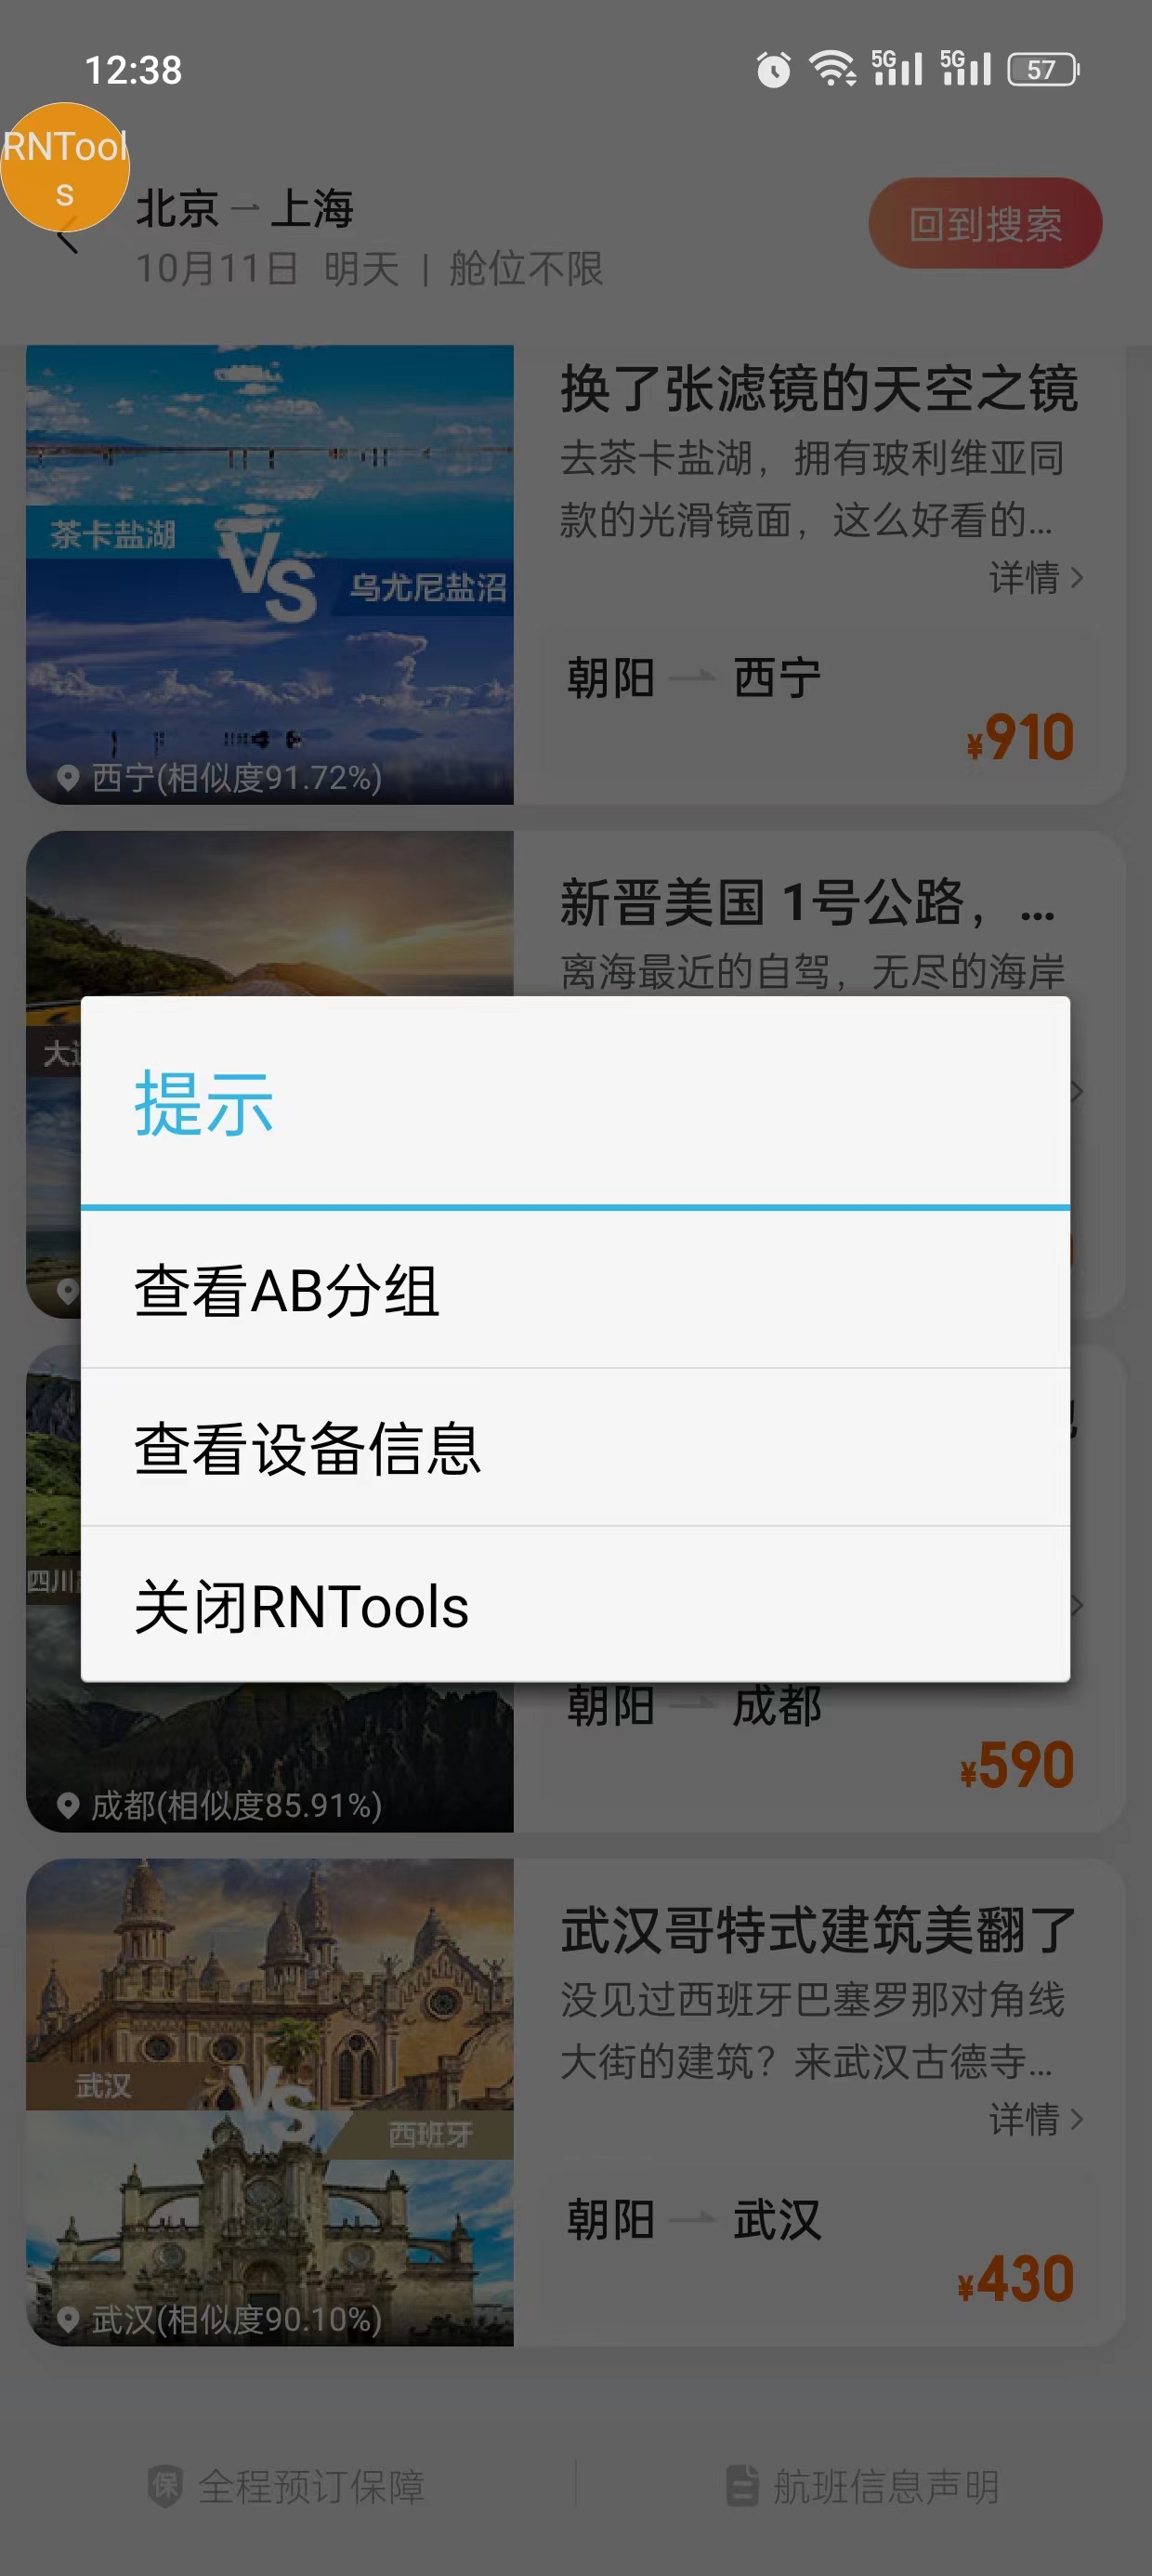 12:38
5G
5G
57
RNTool
s
北京 上海
回到搜索
10月11日 明天 | 舱位不限
换了张滤镜的天空之镜
去茶卡盐湖，拥有玻利维亚同
款的光滑镜面，这么好看的...
茶卡盐湖
VS
乌尤尼盐沼
详情
朝阳 西宁
¥910
西宁(相似度91.72%)
新晋美国 1号公路，...
离海最近的自驾，无尽的海岸
提示
查看AB分组
查看设备信息
关闭RNTools
四川
朝阳 成都
¥590
成都(相似度85.91%)
武汉哥特式建筑美翻了
没见过西班牙巴塞罗那对角线
大街的建筑？来武汉古德寺...
武汉
VS
西班牙
详情
朝阳 武汉
¥430
武汉(相似度90.10%)
保 全程预订保障
航班信息声明